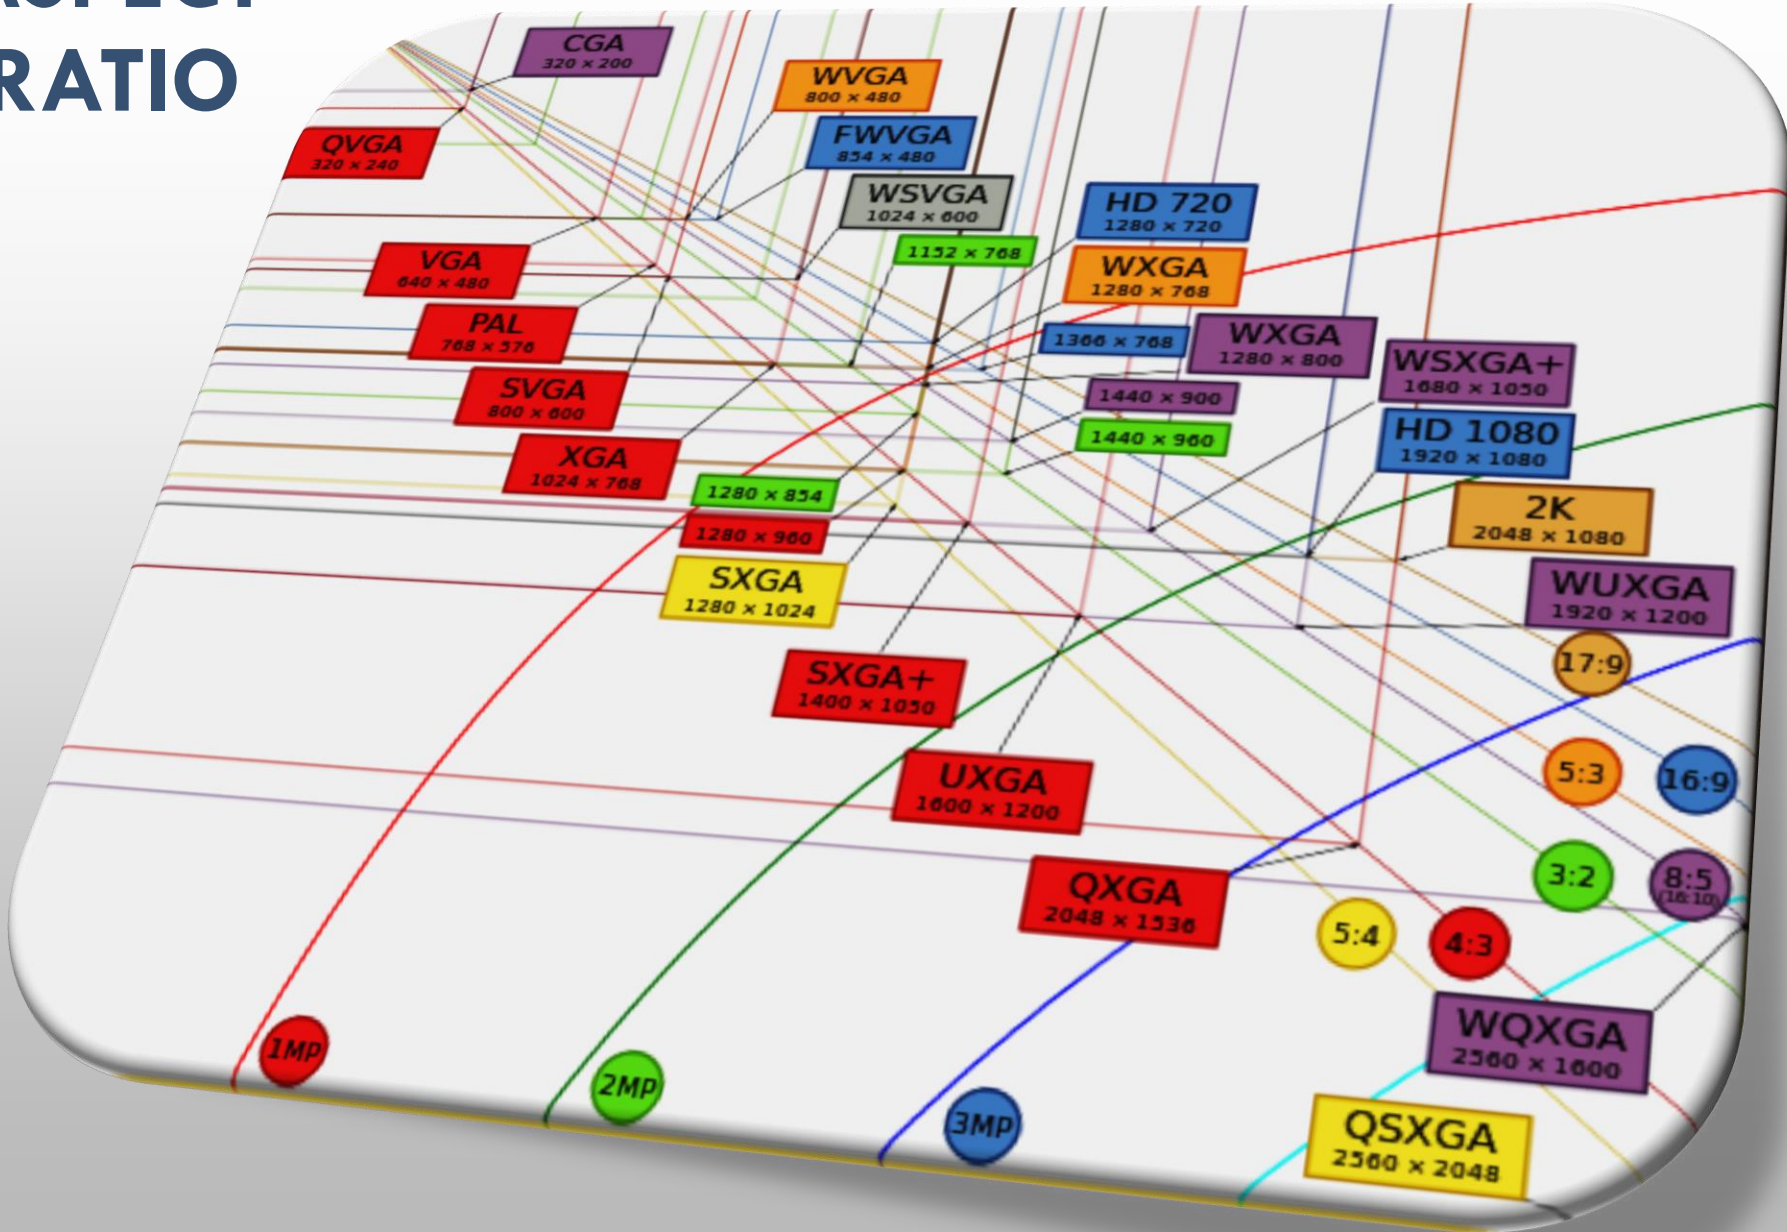 RATIO
CGA
320 × 200
WVGA
800 × 480
FWVGA
854 × 480
QVGA
320 × 240
WSVGA
1024 × 600
HD 720
1280 × 720
1152 × 768
VGA
640 × 480
WXGA
1280 × 768
PAL
768 × 576
1366 × 768
WXGA
1280 × 800
WSXGA+
1680 × 1050
SVGA
800 × 600
1440 × 900
1440 × 960
HD 1080
1920 × 1080
XGA
1024 × 768
1280 × 854
2K
2048 × 1080
1280 × 960
SXGA
1280 × 1024
WUXGA
1920 × 1200
17:9
SXGA+
1400 × 1050
5:3
16:9
UXGA
1600 × 1200
3:2
8:5
(16:10)
QXGA
2048 × 1536
5:4
4:3
WQXGA
2560 × 1600
1MP
2MP
3MP
QSXGA
2560 × 2048